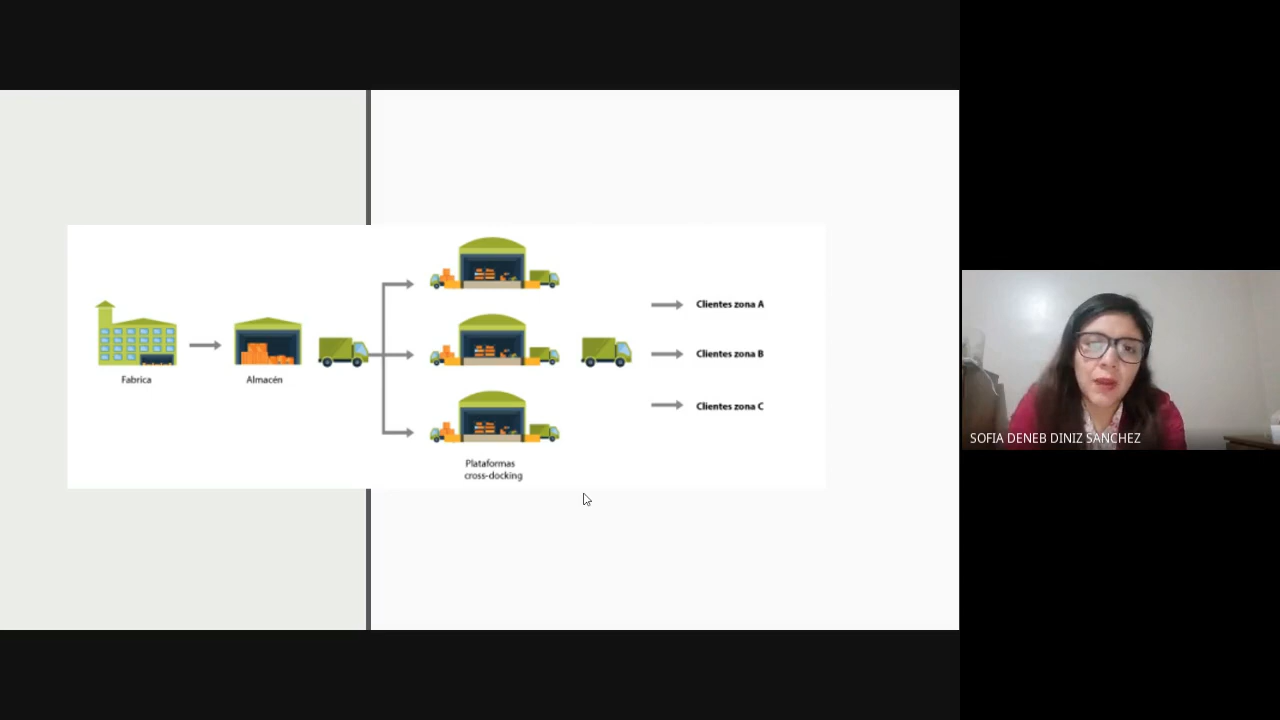 Fabrica
Almacén
Plataformas
cross-docking
Clientes zona A
Clientes zona B
Clientes zona C
SOFIA DENEB DINIZ SANCHEZ